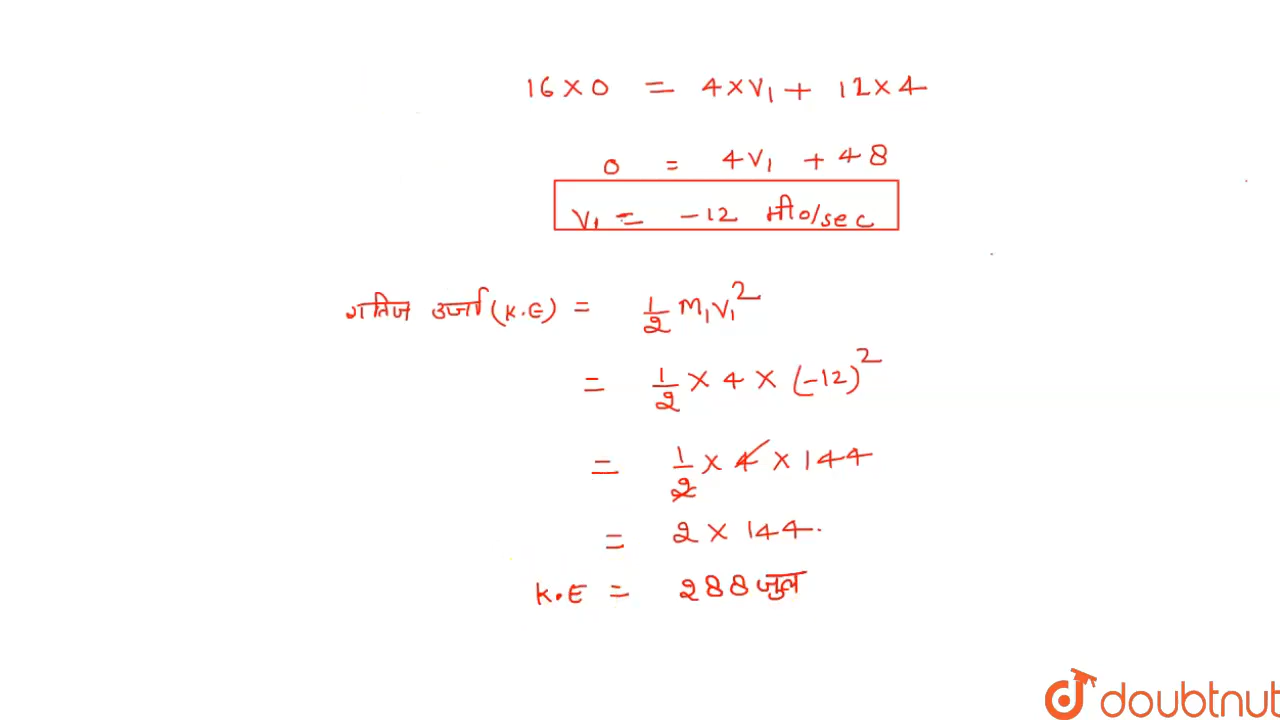 16 × 0 = 4 × V₁ + 12 × 4
0 = 4V₁ + 48
V₁ = -12 मी०/sec
गतिज उर्जा (K.E) = 1/2 M₁V₁²
= 1/2 × 4 × (-12)²
= 1/2 × 4 × 144
= 2 × 144
K.E = 288 जुल
doubtnut